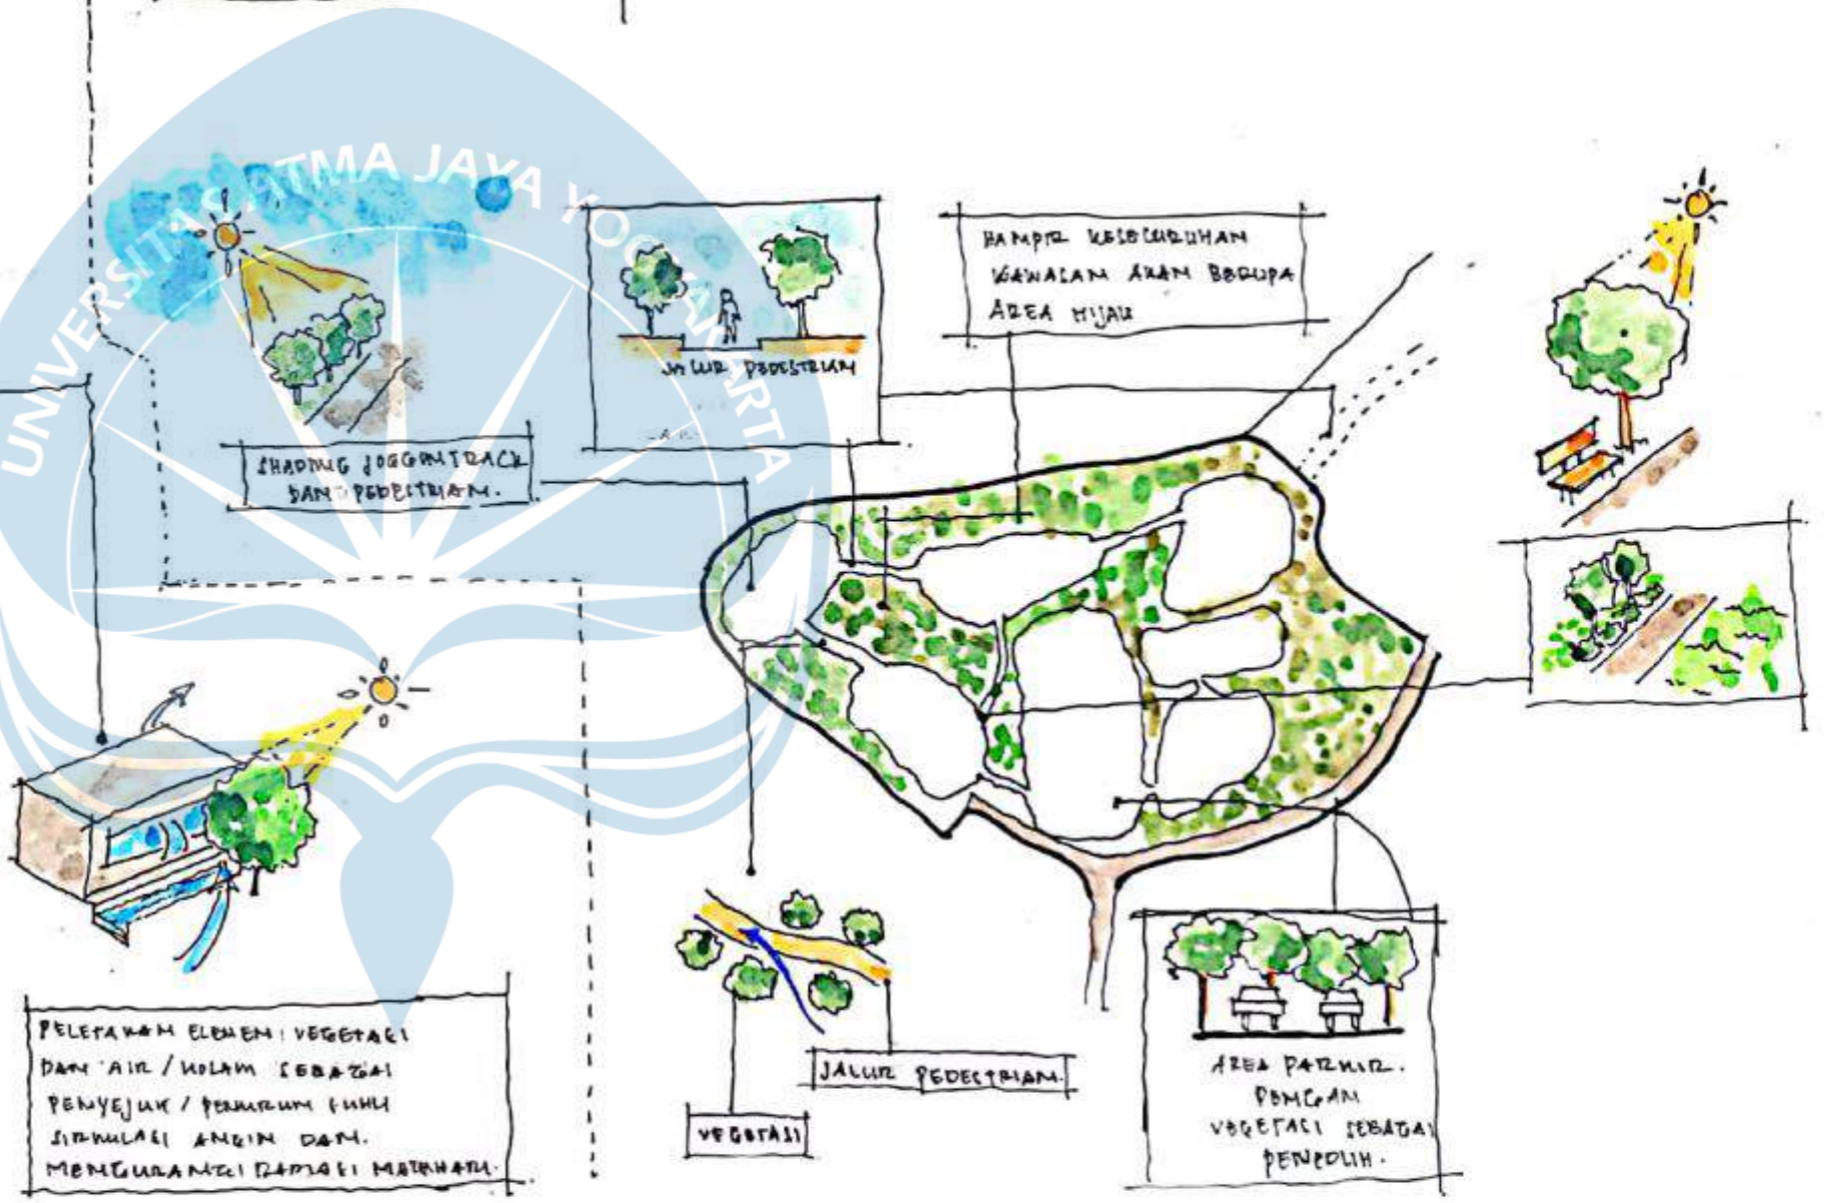 UNIVERSITAS ATMA JAYA YOGYAKARTA
SHADING JOGGING TRACK
DAN PEDESTRIAN.
JALUR PEDESTRIAN
HAMPIR KESELURUHAN
KAWASAN AKAN BERUPA
AREA HIJAU
PELETAKAN ELEMEN VEGETASI
DAN AIR / KOLAM SEBAGAI
PENYEJUK / PENURUN SUHU
SIRKULASI ANGIN DAN.
MENGURANGI RADIASI MATAHARI.
JALUR PEDESTRIAN.
VEGETASI
AREA PARKIR.
DENGAN
VEGETASI SEBAGAI
PENEDUH.